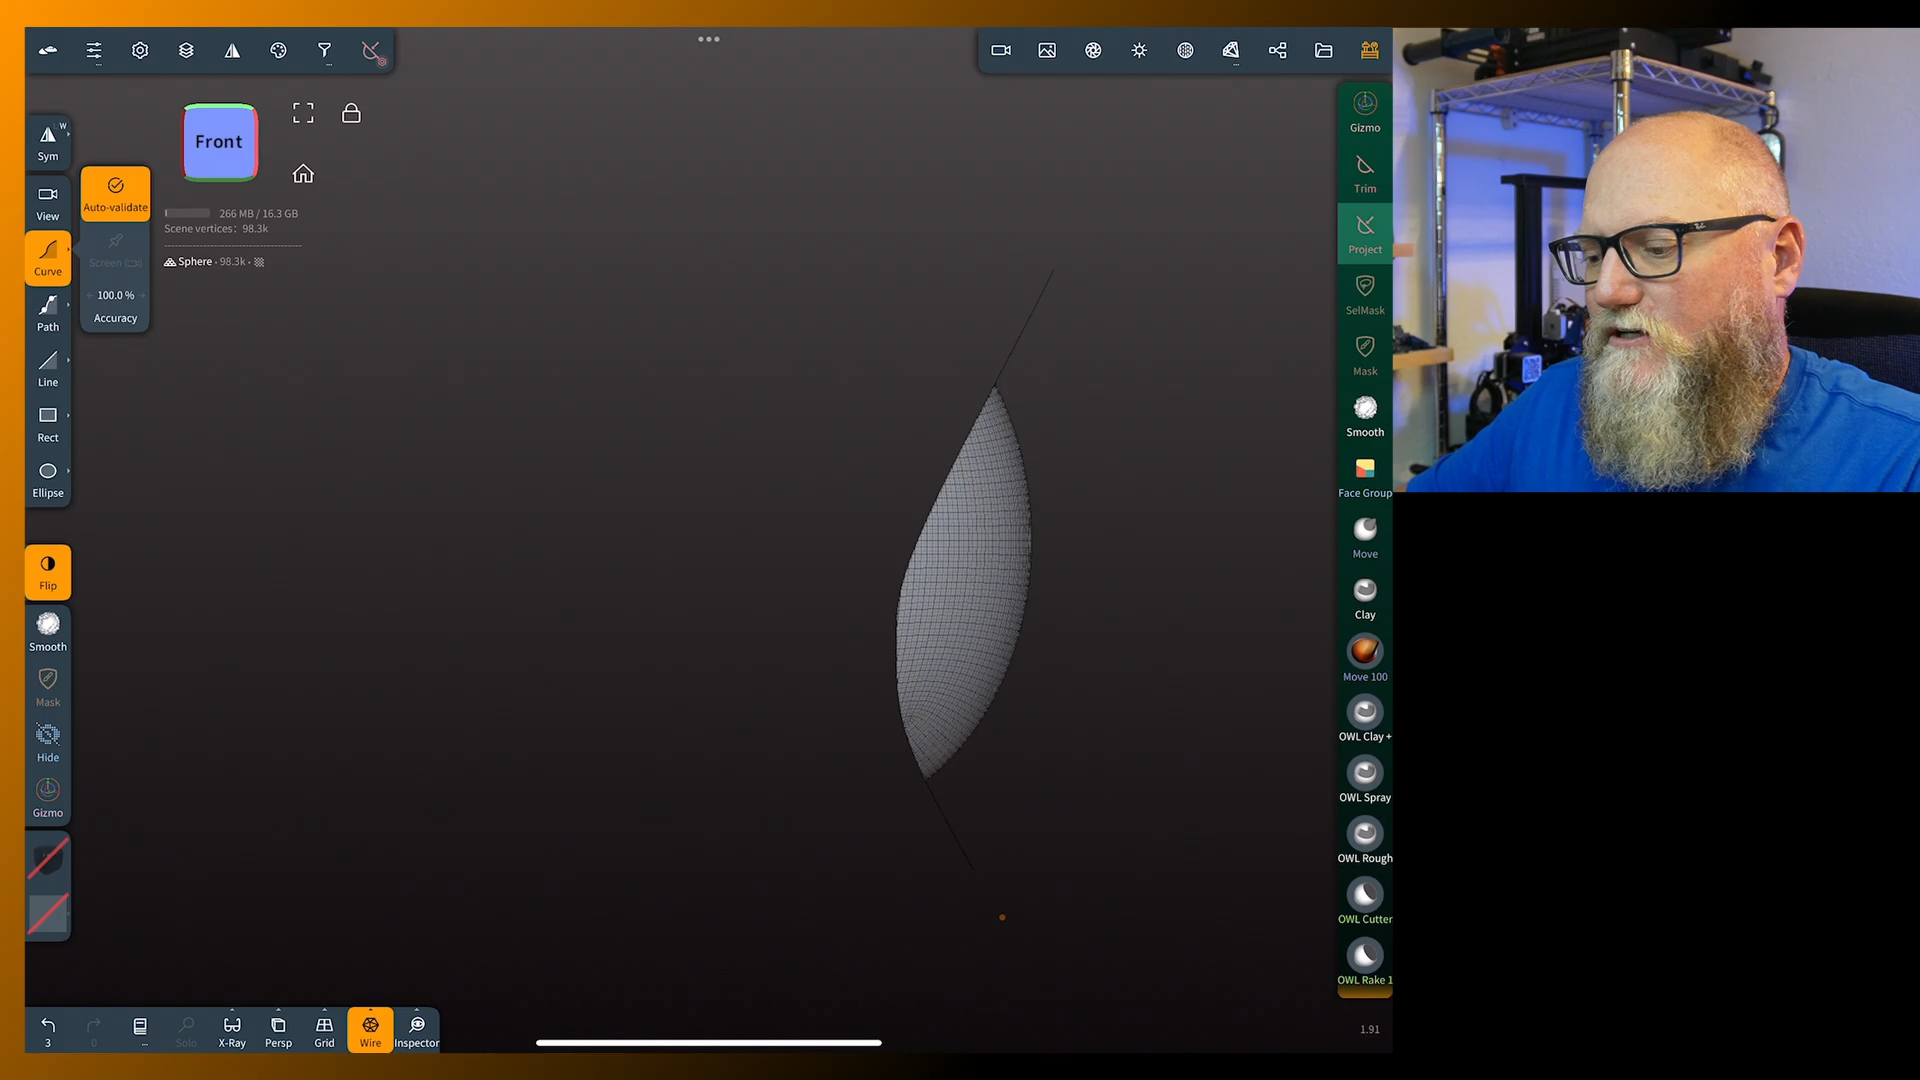 W
Sym
View
Curve
Path
Line
Rect
Ellipse
Flip
Smooth
Mask
Hide
Gizmo
Auto-validate
Screen
100.0 %
Accuracy
Front
266 MB / 16.3 GB
Scene vertices: 98.3k
Sphere · 98.3k ·
Gizmo
Trim
Project
SelMask
Mask
Smooth
Face Group
Move
Clay
Move 100
OWL Clay +
OWL Spray
OWL Rough
OWL Cutter
OWL Rake 1
3
0
...
Solo
X-Ray
Persp
Grid
Wire
Inspector
1.91